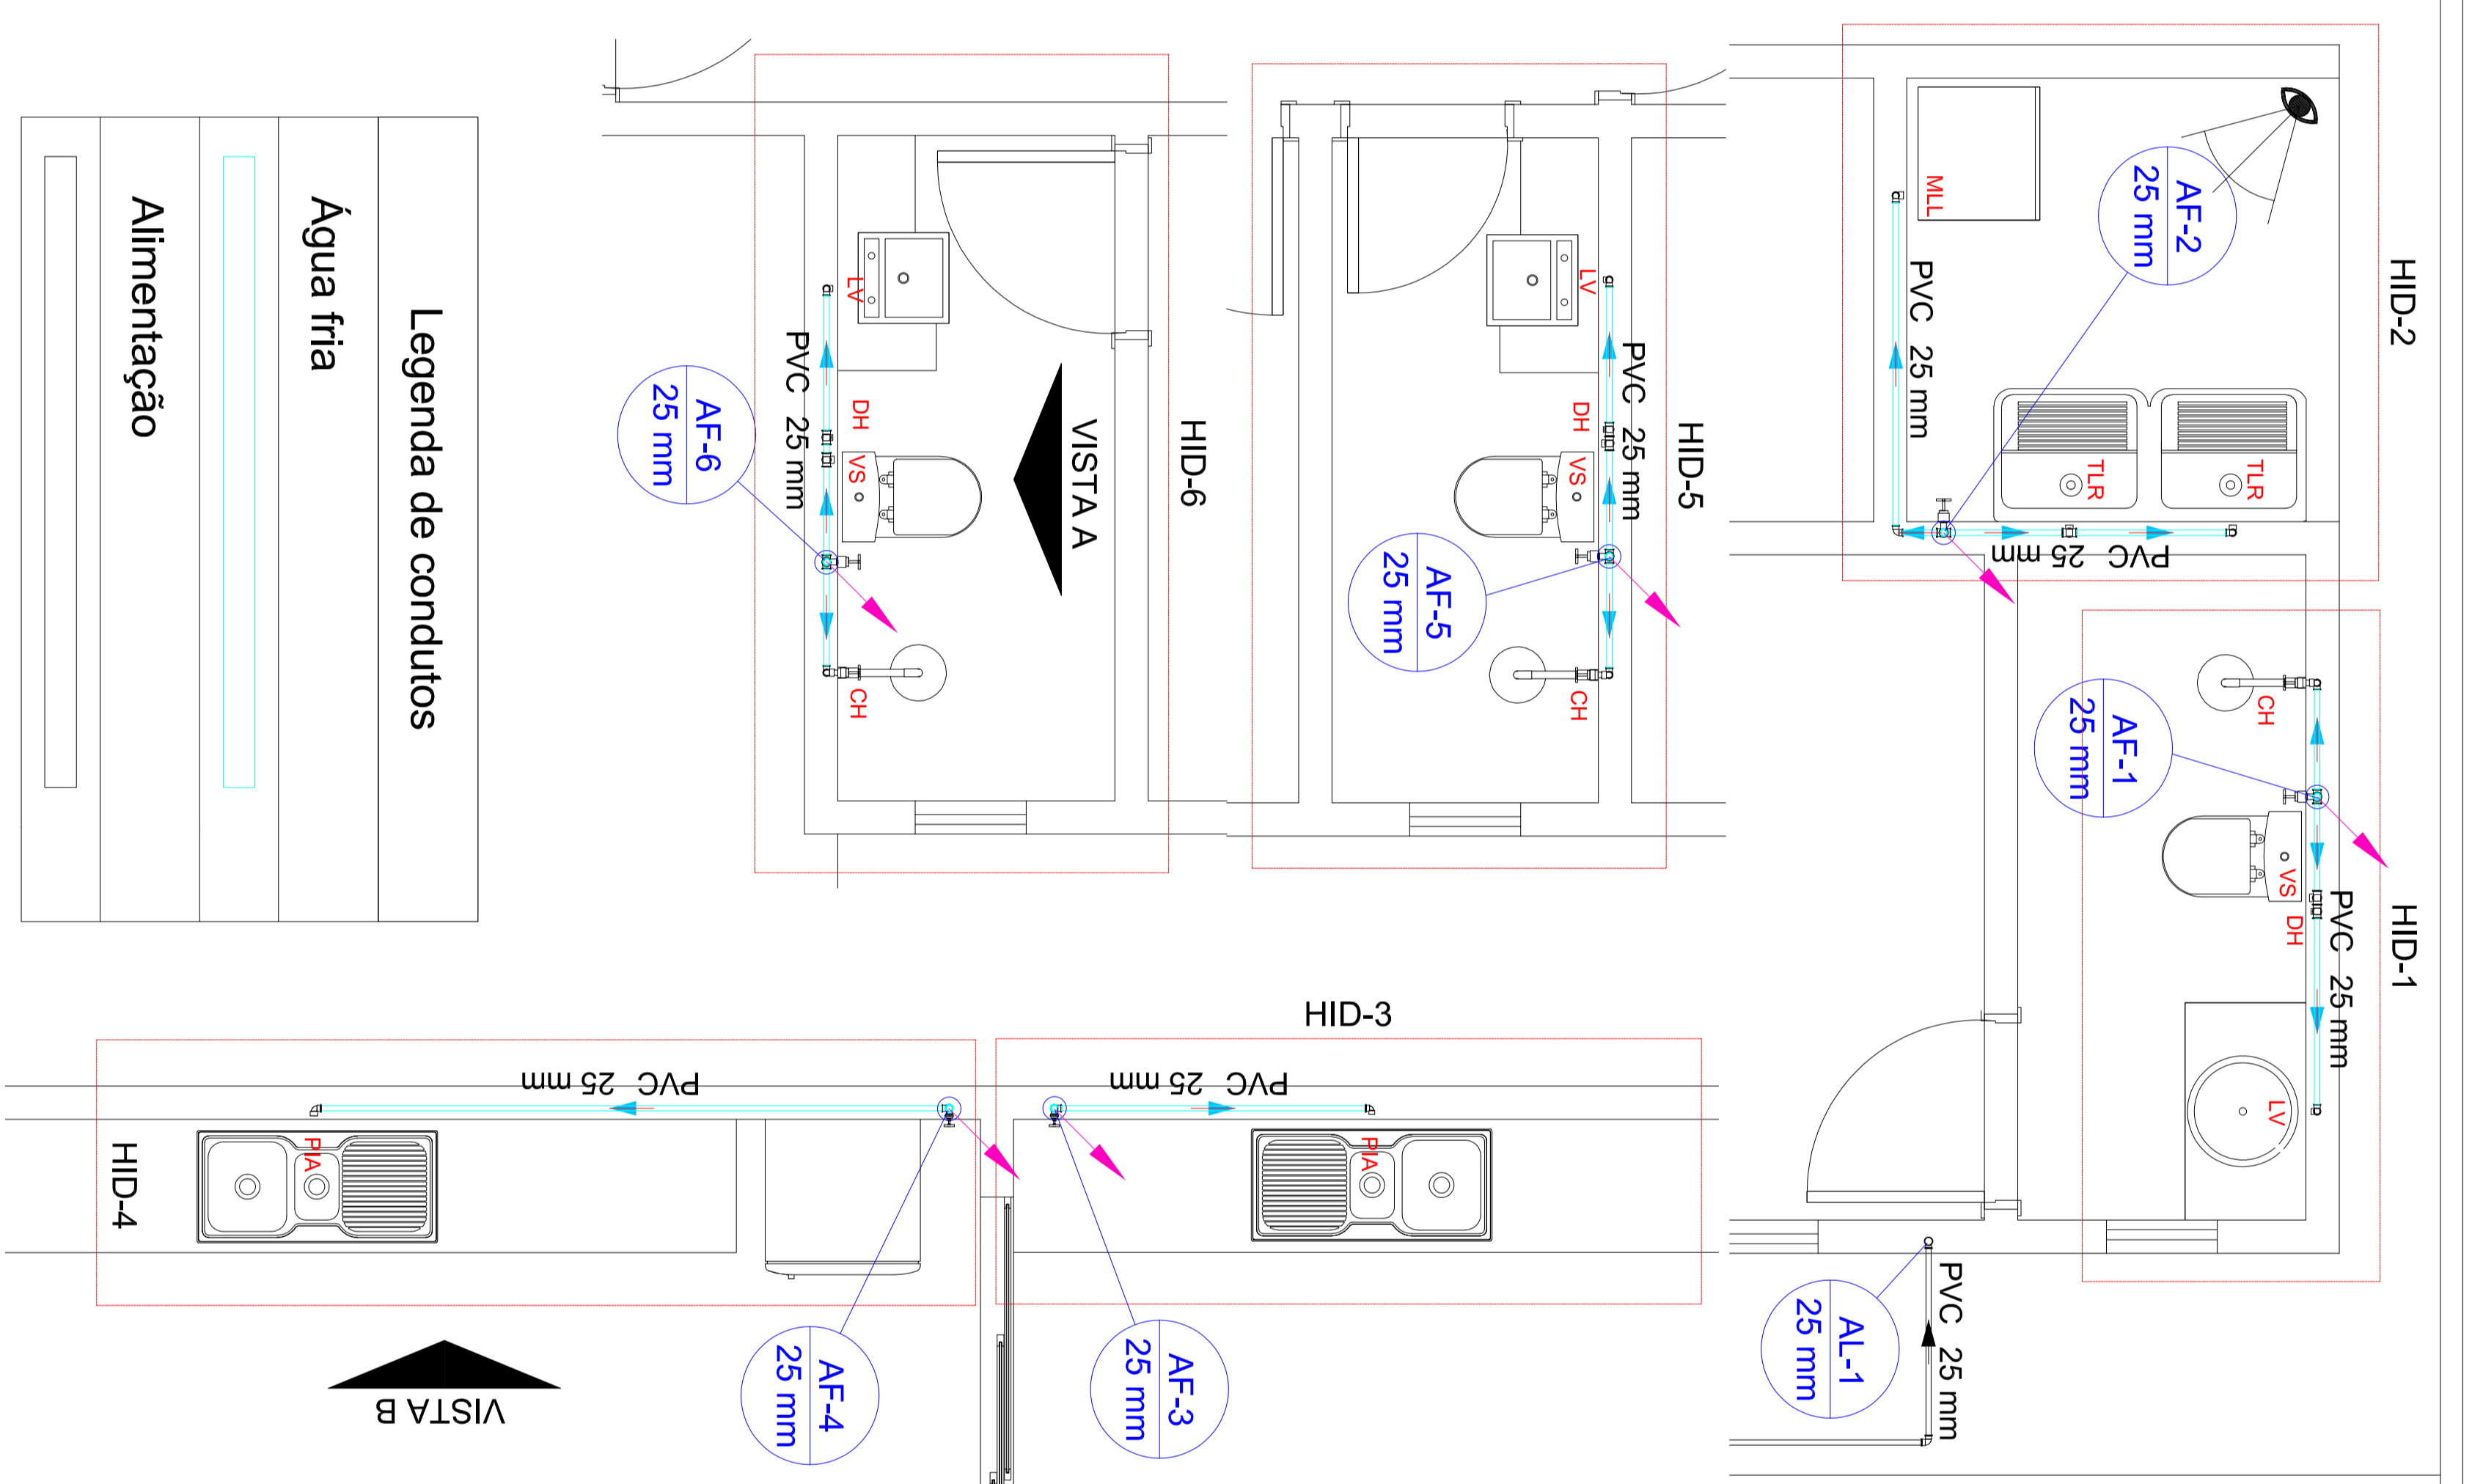 HID-2
AF-2
25 mm
MLL
PVC 25 mm
TLR
TLR
PVC 25 mm
HID-1
AF-1
25 mm
CH
VS
DH
PVC 25 mm
LV
AL-1
25 mm
PVC 25 mm
HID-5
LV
PVC 25 mm
DH
VS
AF-5
25 mm
CH
HID-6
LV
PVC 25 mm
DH
VS
VISTA A
AF-6
25 mm
CH
HID-3
PVC 25 mm
PIA
AF-3
25 mm
HID-4
PVC 25 mm
PIA
AF-4
25 mm
VISTA B
Legenda de condutos
Água fria
Alimentação